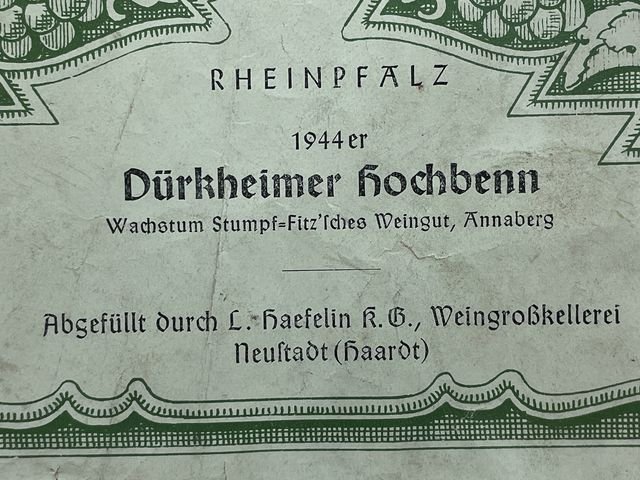 RHEINPFALZ
1944er
Dürkheimer Hochbenn
Wachstum Stumpf=Fitz'sches Weingut, Annaberg
Abgefüllt durch L. Haefelin K.G., Weingroßkellerei
Neustadt (Haardt)